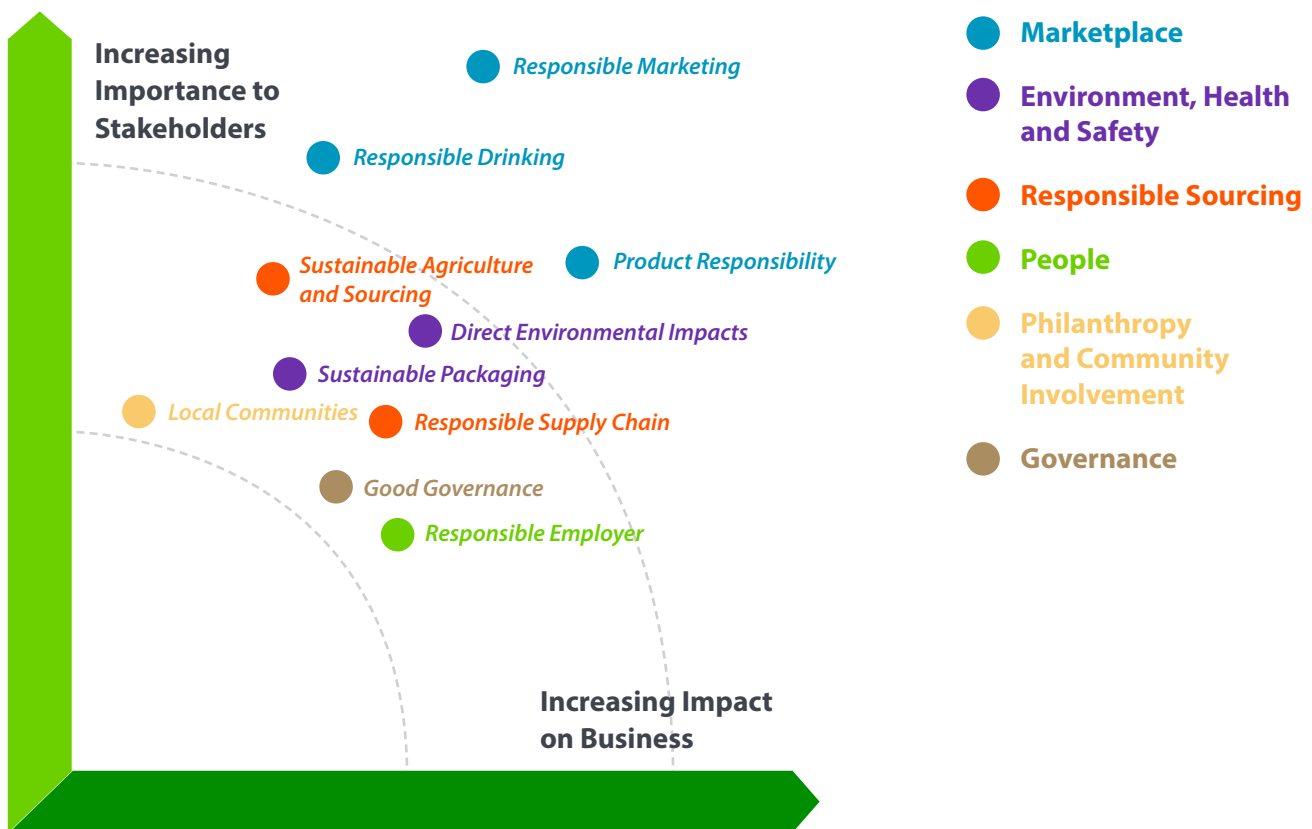 Increasing
Importance to
Stakeholders
Responsible Marketing
Responsible Drinking
Sustainable Agriculture
and Sourcing
Product Responsibility
Direct Environmental Impacts
Sustainable Packaging
Local Communities
Responsible Supply Chain
Good Governance
Responsible Employer
Increasing Impact
on Business
Marketplace
Environment, Health
and Safety
Responsible Sourcing
People
Philanthropy
and Community
Involvement
Governance